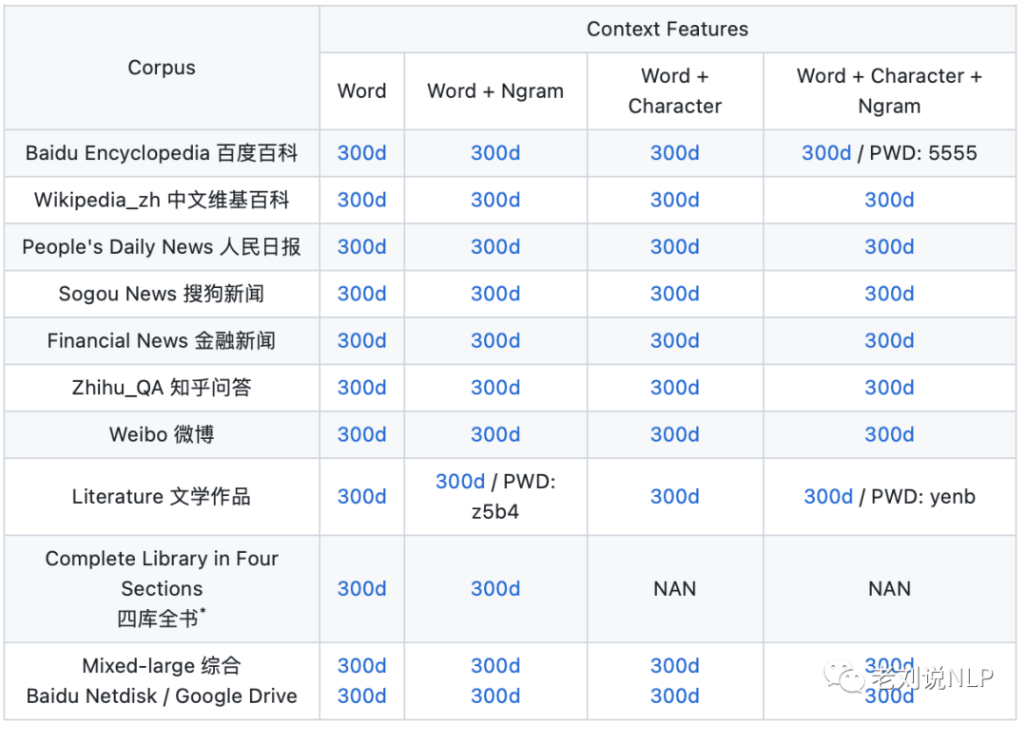 Corpus
Context Features
Word
Word + Ngram
Word +
Character
Word + Character +
Ngram
Baidu Encyclopedia 百度百科 300d 300d 300d 300d / PWD: 5555
Wikipedia_zh 中文维基百科 300d 300d 300d 300d
People's Daily News 人民日报 300d 300d 300d 300d
Sogou News 搜狗新闻 300d 300d 300d 300d
Financial News 金融新闻 300d 300d 300d 300d
Zhihu_QA 知乎问答 300d 300d 300d 300d
Weibo 微博 300d 300d 300d 300d
Literature 文学作品 300d
300d / PWD:
z5b4
300d 300d / PWD: yenb
Complete Library in Four
Sections
四库全书*
300d 300d NAN NAN
Mixed-large 综合 300d 300d 300d 300d
Baidu Netdisk / Google Drive 300d 300d 300d 300d
老刘说NLP